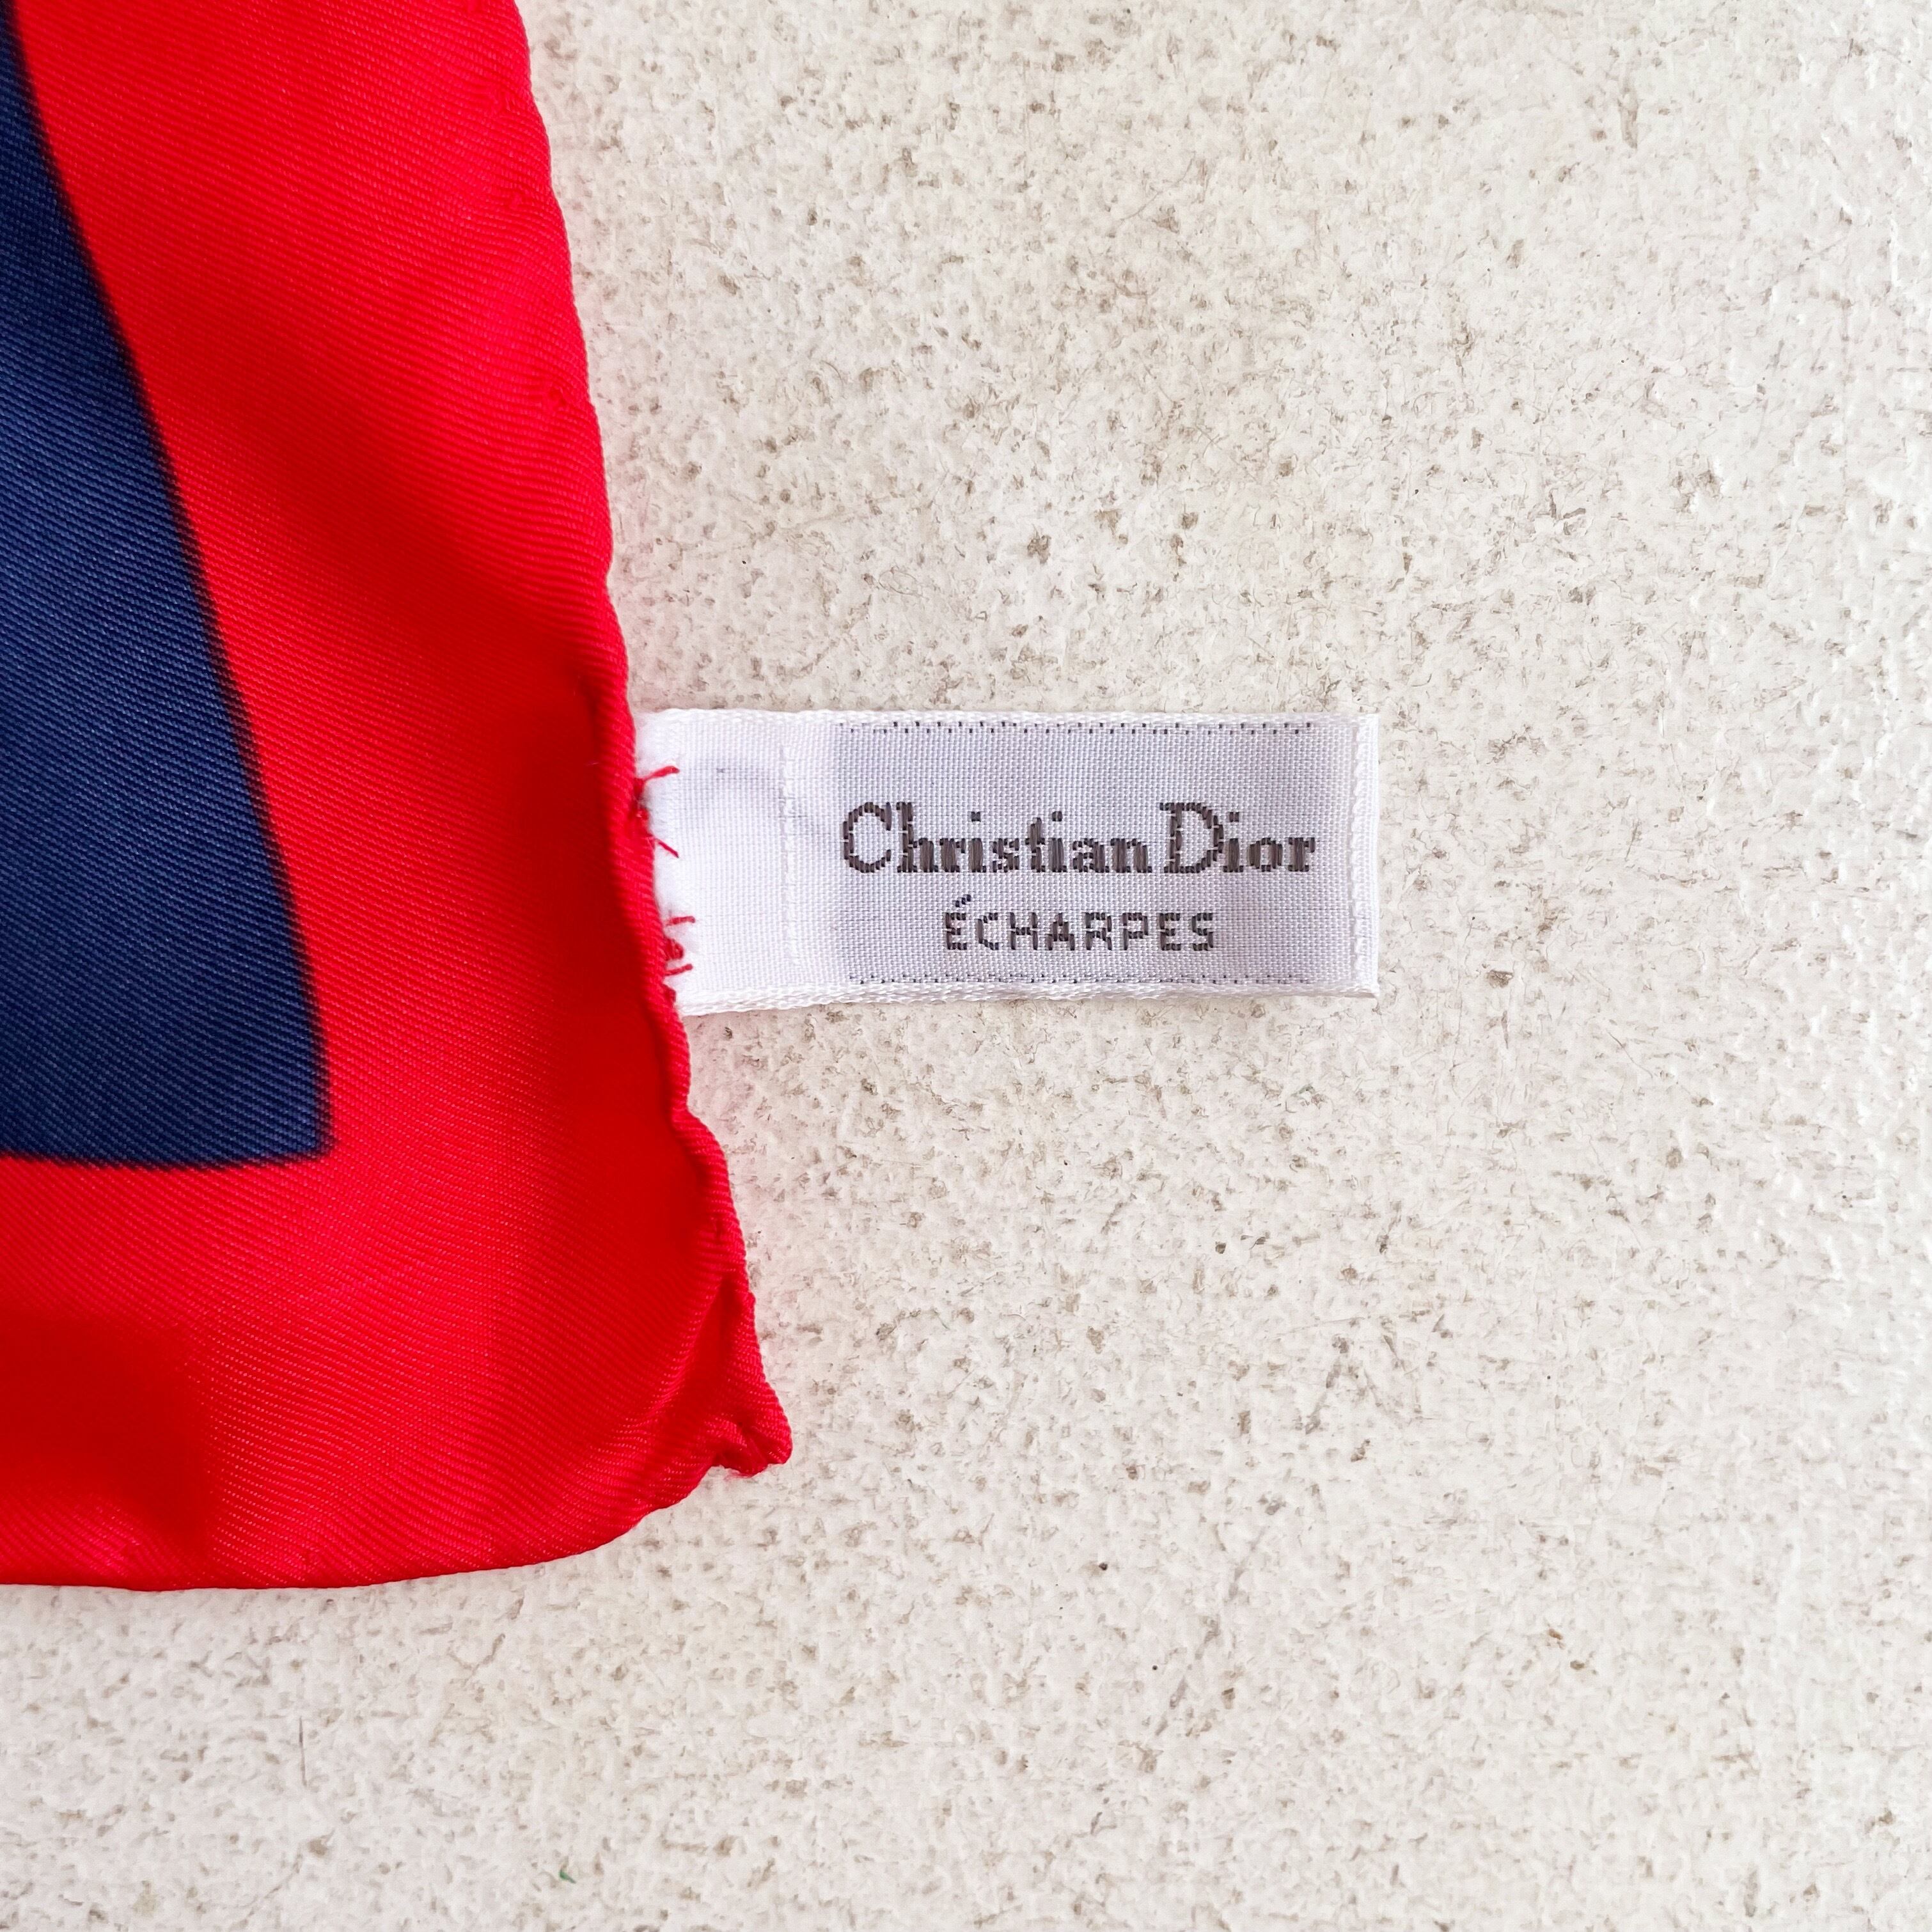 Christian Dior
ÉCHARPES